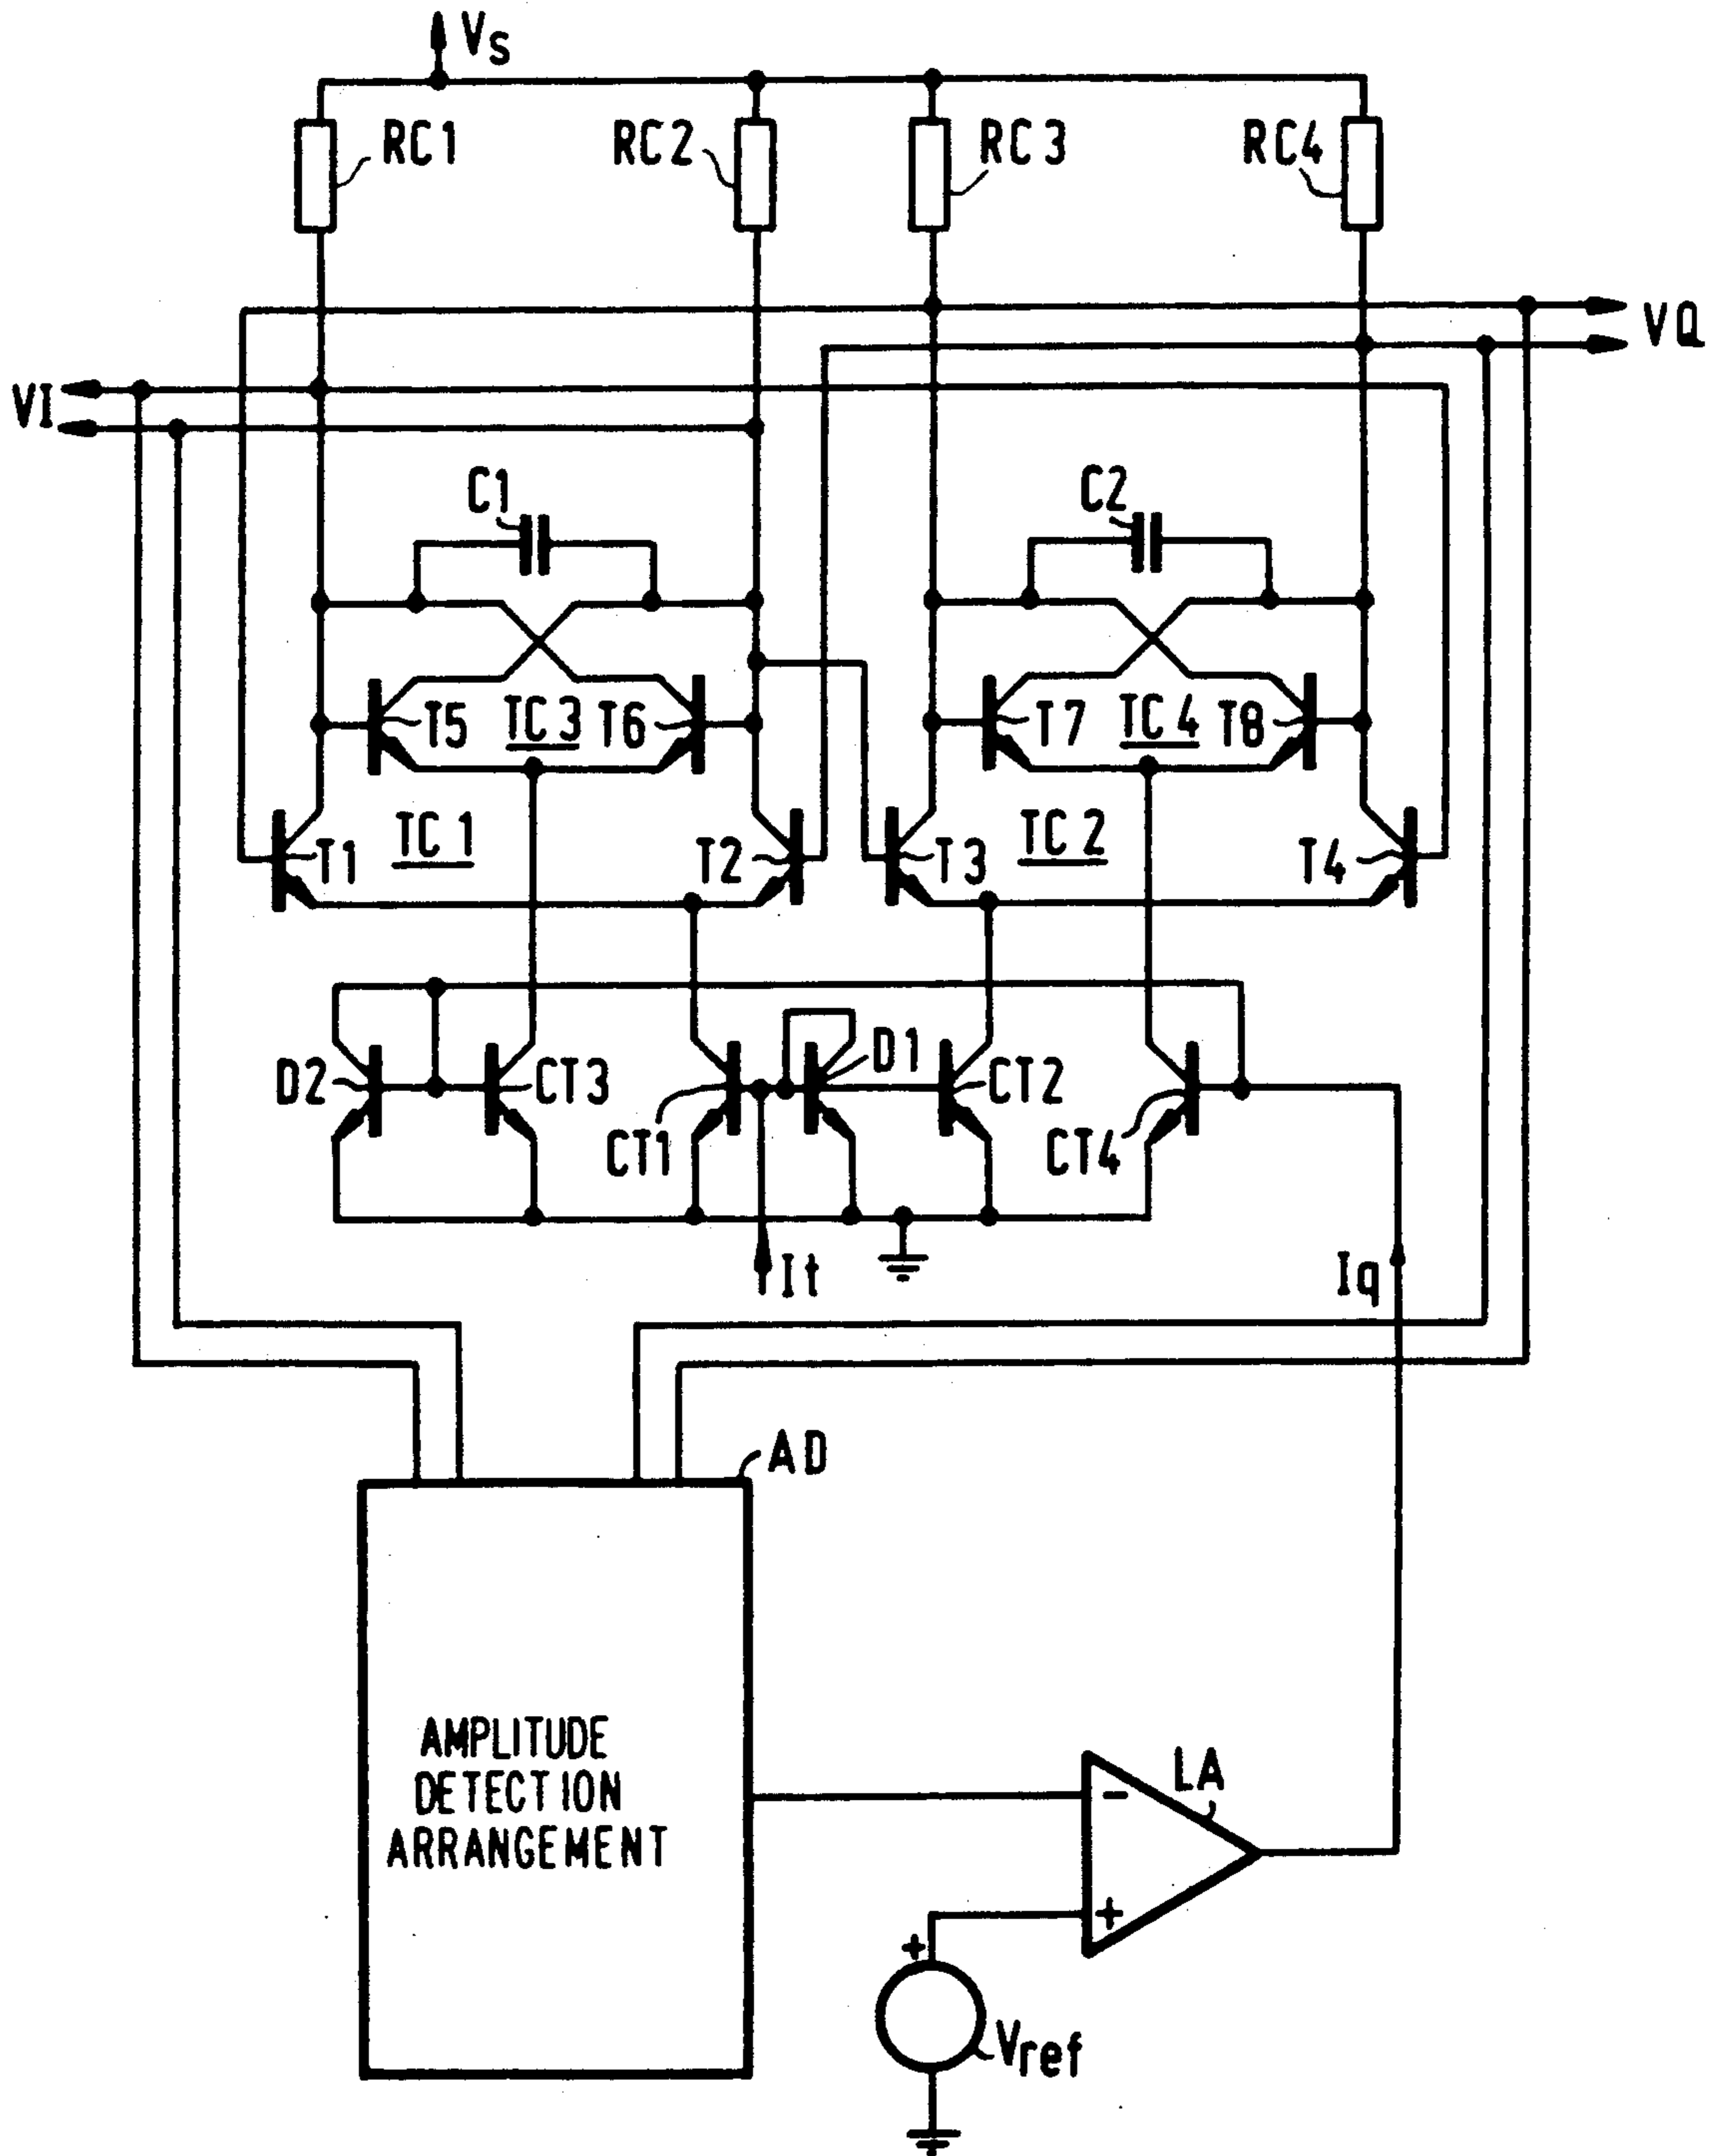 Vs
RC1
RC2
RC3
RC4
VQ
VI
C1
C2
T5
TC3
T6
T7
TC4
T8
T1
TC1
T2
T3
TC2
T4
D2
CT3
CT1
D1
CT2
CT4
It
Iq
AD
AMPLITUDE
DETECTION
ARRANGEMENT
LA
-
+
+
Vref